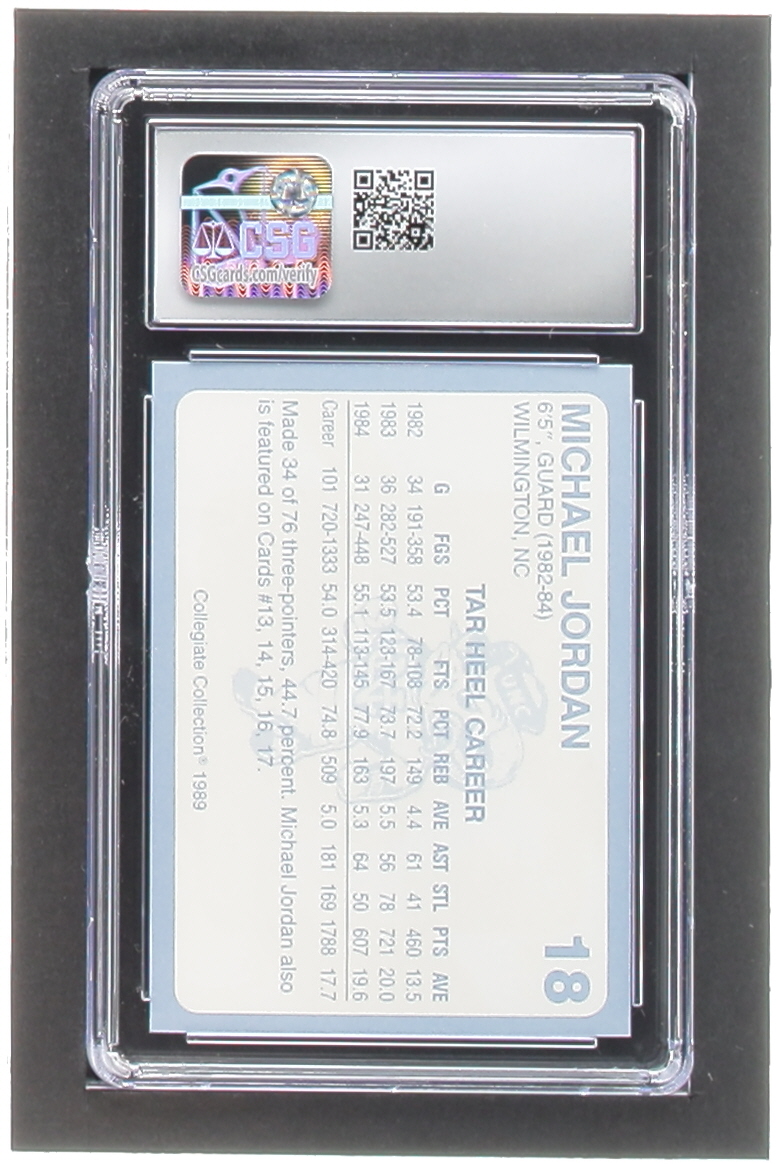 CSG
CSGcards.com/verify
MICHAEL JORDAN 18
6'5", GUARD (1982-84)
WILMINGTON, NC
TAR HEEL CAREER
G FGS PCT FTS PCT REB AVE AST STL PTS AVE
1982 34 191-358 53.4 78-108 72.2 149 4.4 61 41 460 13.5
1983 36 282-527 53.5 123-167 73.7 197 5.5 56 78 721 20.0
1984 31 247-448 55.1 113-145 77.9 163 5.3 64 50 607 19.6
Career 101 720-1333 54.0 314-420 74.8 509 5.0 181 169 1788 17.7
Made 34 of 76 three-pointers, 44.7 percent. Michael Jordan also
is featured on Cards #13, 14, 15, 16, 17.
Collegiate Collection® 1989